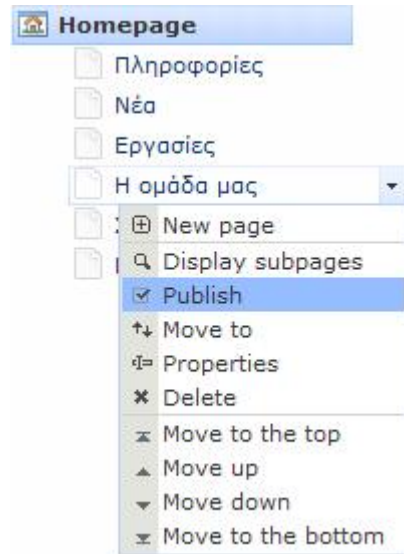 Homepage
Πληροφορίες
Νέα
Εργασίες
Η ομάδα μας
New page
Display subpages
Publish
Move to
Properties
Delete
Move to the top
Move up
Move down
Move to the bottom